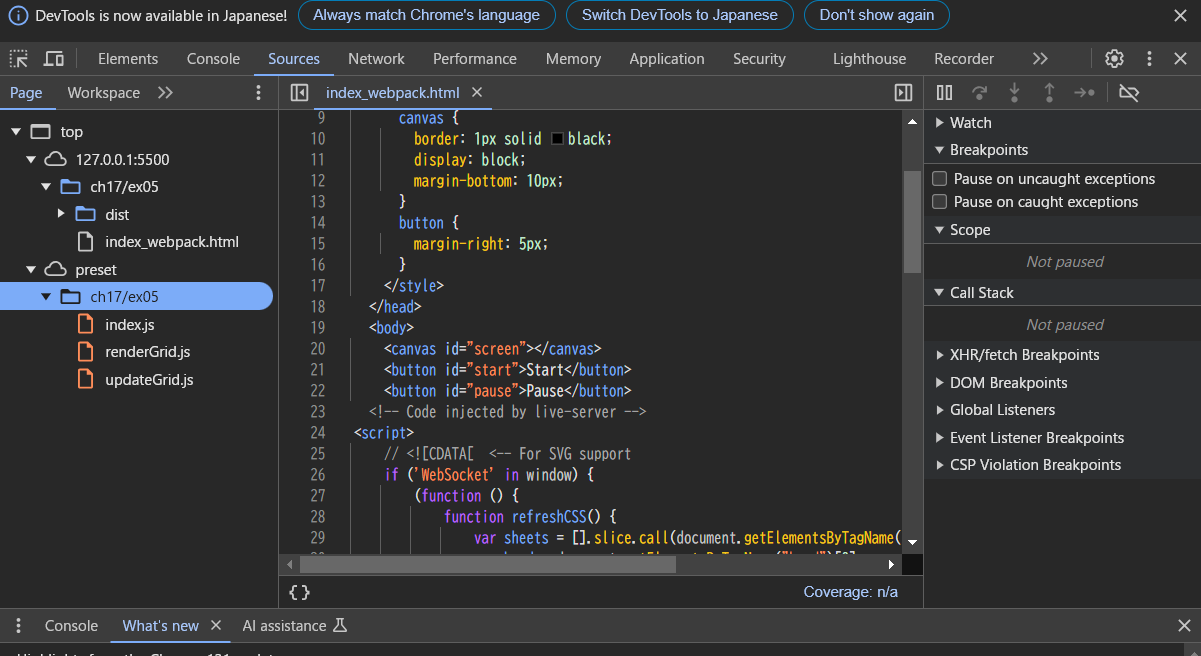 DevTools is now available in Japanese! Always match Chrome's language Switch DevTools to Japanese Don't show again
Elements Console Sources Network Performance Memory Application Security Lighthouse Recorder
Page Workspace
index_webpack.html
top
127.0.0.1:5500
ch17/ex05
dist
index_webpack.html
preset
ch17/ex05
index.js
renderGrid.js
updateGrid.js
9 canvas {
10 border: 1px solid black;
11 display: block;
12 margin-bottom: 10px;
13 }
14 button {
15 margin-right: 5px;
16 }
17 </style>
18 </head>
19 <body>
20 <canvas id="screen"></canvas>
21 <button id="start">Start</button>
22 <button id="pause">Pause</button>
23 <!-- Code injected by live-server -->
24 <script>
25 // <![CDATA[ <-- For SVG support
26 if ('WebSocket' in window) {
27 (function () {
28 function refreshCSS() {
29 var sheets = [].slice.call(document.getElementsByTagName(
{}
Coverage: n/a
Watch
Breakpoints
Pause on uncaught exceptions
Pause on caught exceptions
Scope
Not paused
Call Stack
Not paused
XHR/fetch Breakpoints
DOM Breakpoints
Global Listeners
Event Listener Breakpoints
CSP Violation Breakpoints
Console What's new AI assistance